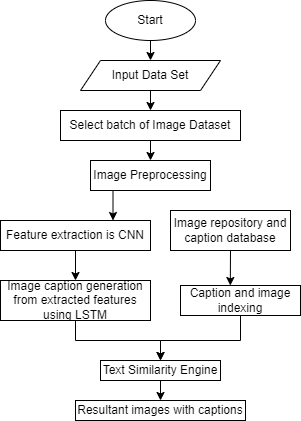 Start
Input Data Set
Select batch of Image Dataset
Image Preprocessing
Feature extraction is CNN
Image repository and
caption database
Image caption generation
from extracted features
using LSTM
Caption and image
indexing
Text Similarity Engine
Resultant images with captions